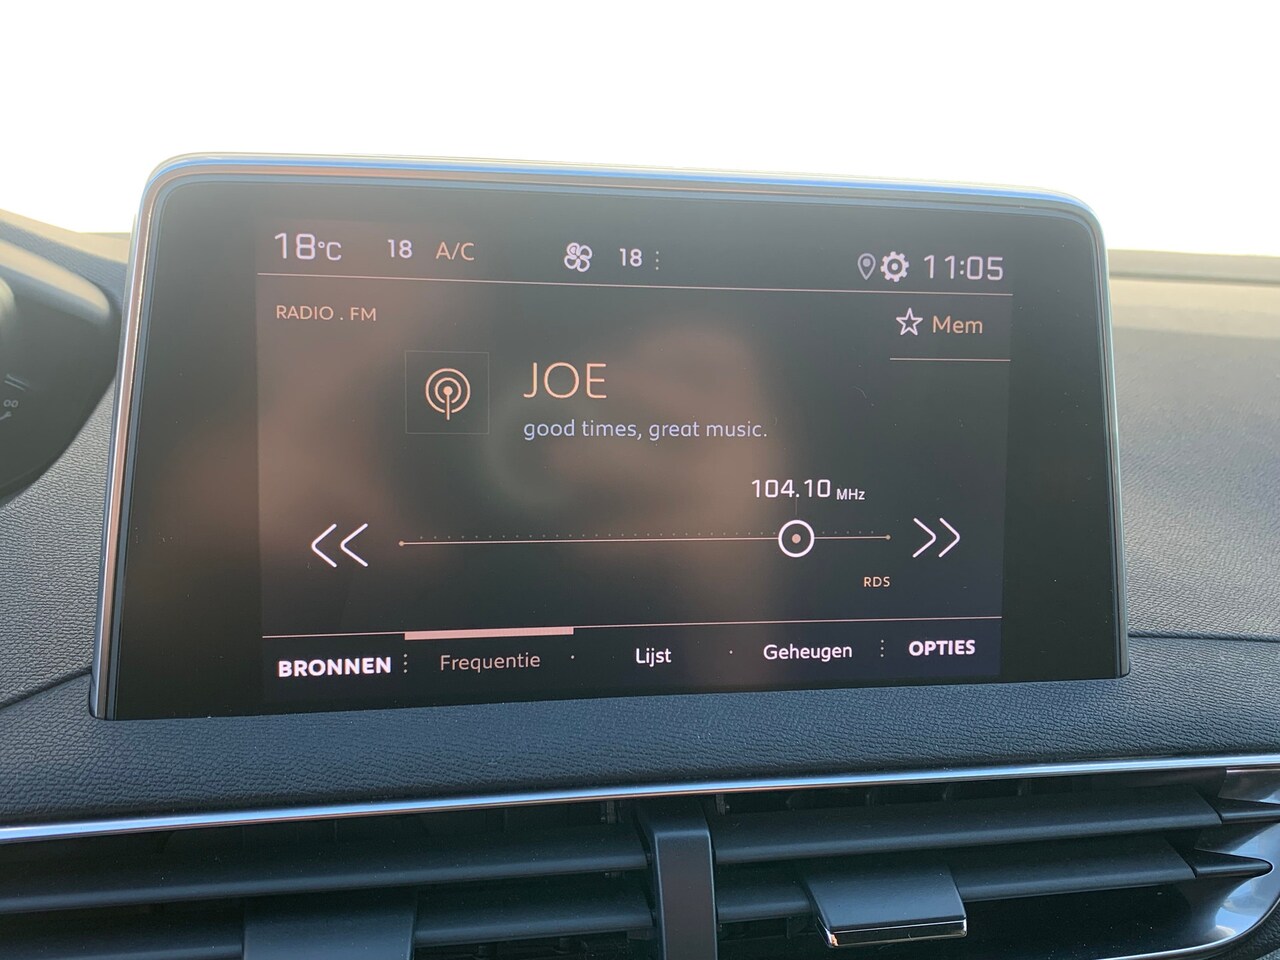 18°C 18 A/C 18 11:05
RADIO . FM
Mem
JOE
good times, great music.
104.10 MHz
RDS
BRONNEN Frequentie Lijst Geheugen OPTIES